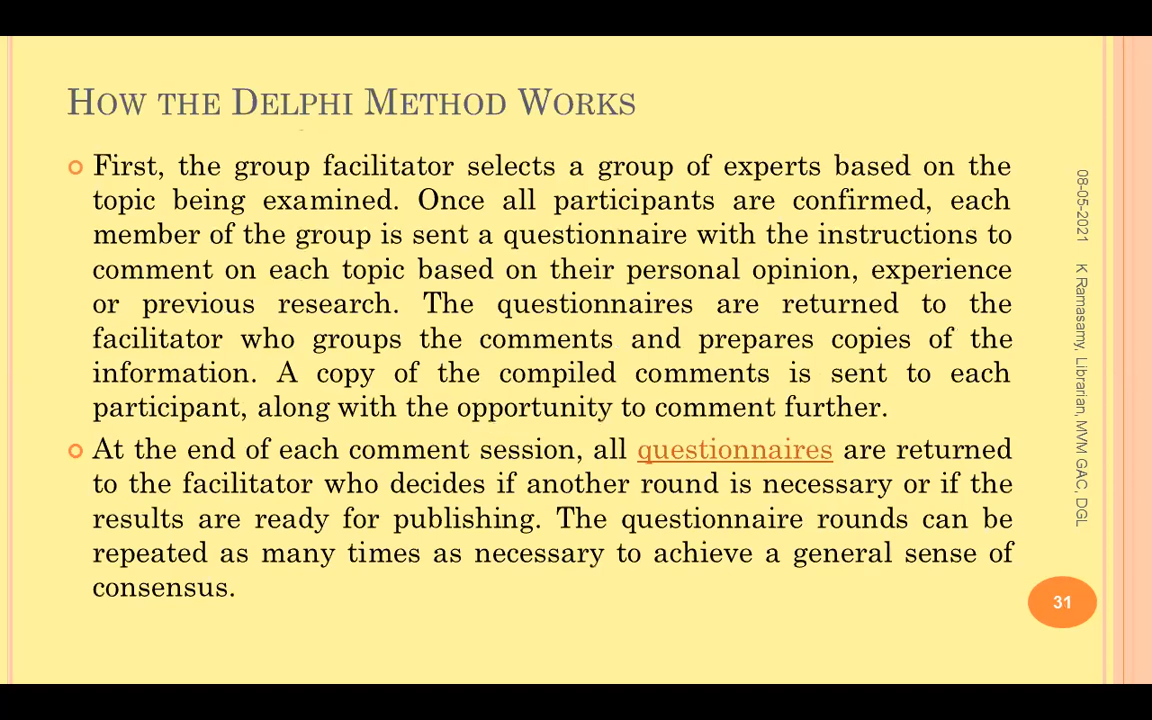 HOW THE DELPHI METHOD WORKS
First, the group facilitator selects a group of experts based on the
topic being examined. Once all participants are confirmed, each
member of the group is sent a questionnaire with the instructions to
comment on each topic based on their personal opinion, experience
or previous research. The questionnaires are returned to the
facilitator who groups the comments and prepares copies of the
information. A copy of the compiled comments is sent to each
participant, along with the opportunity to comment further.
At the end of each comment session, all questionnaires are returned
to the facilitator who decides if another round is necessary or if the
results are ready for publishing. The questionnaire rounds can be
repeated as many times as necessary to achieve a general sense of
consensus.
08-05-2021 K Ramasamy, Librarian, MVM GAC, DGL
31